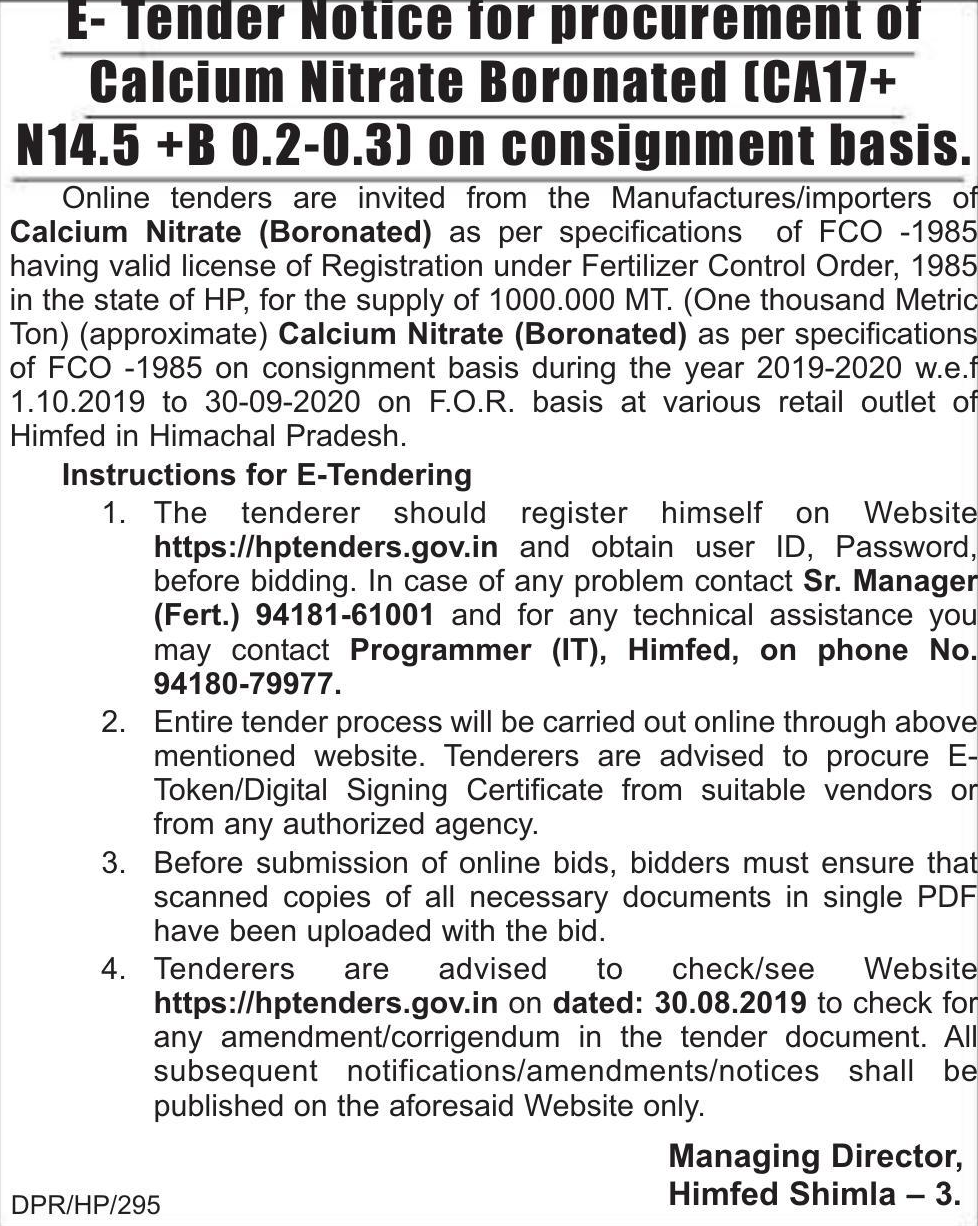 E- Tender Notice for procurement of
Calcium Nitrate Boronated (CA17+
N14.5 +B 0.2-0.3) on consignment basis.
Online tenders are invited from the Manufactures/importers of
Calcium Nitrate (Boronated) as per specifications of FCO -1985
having valid license of Registration under Fertilizer Control Order, 1985
in the state of HP, for the supply of 1000.000 MT. (One thousand Metric
Ton) (approximate) Calcium Nitrate (Boronated) as per specifications
of FCO -1985 on consignment basis during the year 2019-2020 w.e.f
1.10.2019 to 30-09-2020 on F.O.R. basis at various retail outlet of
Himfed in Himachal Pradesh.
Instructions for E-Tendering
1. The tenderer should register himself on Website
https://hptenders.gov.in and obtain user ID, Password,
before bidding. In case of any problem contact Sr. Manager
(Fert.) 94181-61001 and for any technical assistance you
may contact Programmer (IT), Himfed, on phone No.
94180-79977.
2. Entire tender process will be carried out online through above
mentioned website. Tenderers are advised to procure E-
Token/Digital Signing Certificate from suitable vendors or
from any authorized agency.
3. Before submission of online bids, bidders must ensure that
scanned copies of all necessary documents in single PDF
have been uploaded with the bid.
4. Tenderers are advised to check/see Website
https://hptenders.gov.in on dated: 30.08.2019 to check for
any amendment/corrigendum in the tender document. All
subsequent notifications/amendments/notices shall be
published on the aforesaid Website only.
Managing Director,
Himfed Shimla – 3.
DPR/HP/295